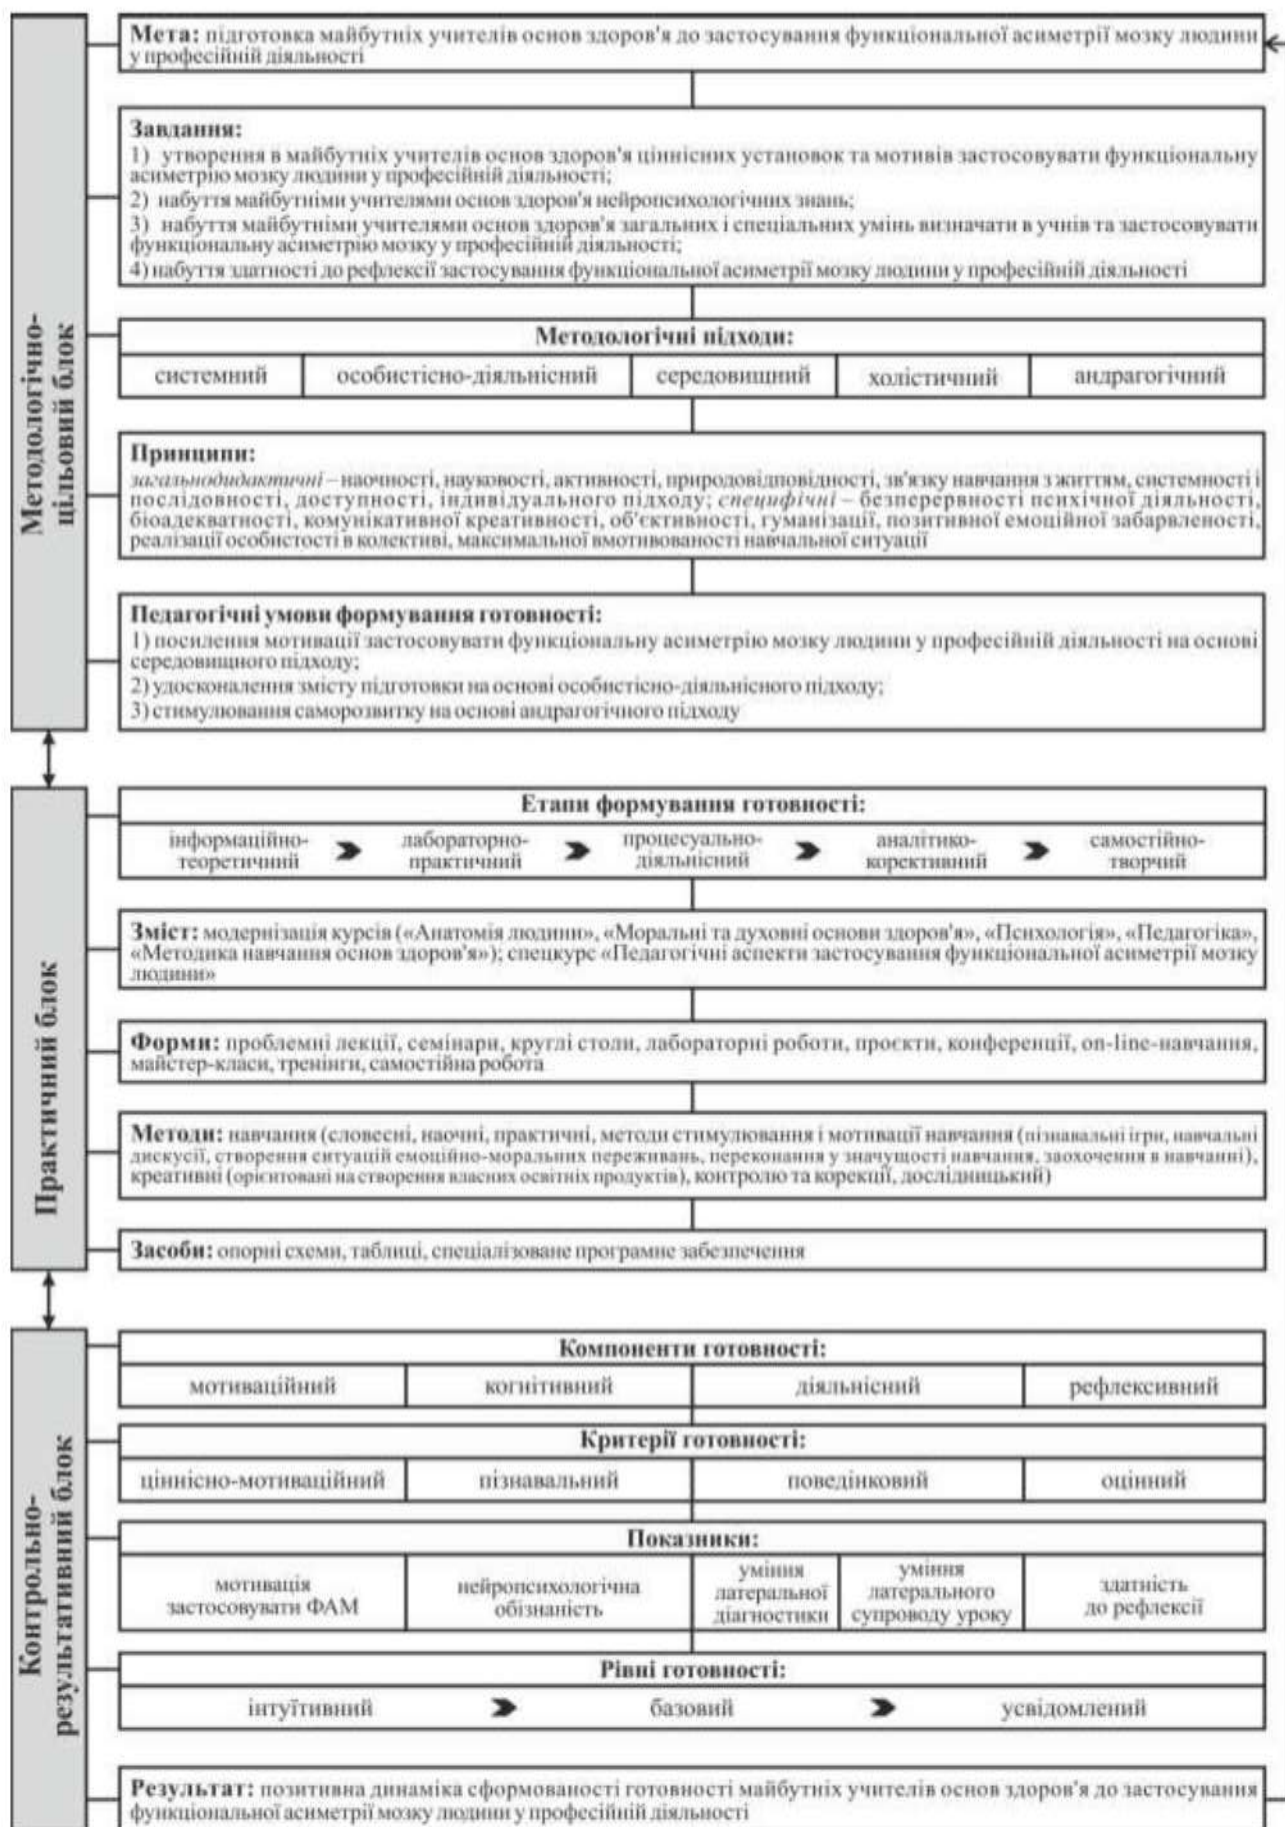 Методологічно-
цільовий блок
Мета: підготовка майбутніх учителів основ здоров'я до застосування функціональної асиметрії мозку людини
у професійній діяльності
Завдання:
1) утворення в майбутніх учителів основ здоров'я ціннісних установок та мотивів застосовувати функціональну
асиметрію мозку людини у професійній діяльності;
2) набуття майбутніми учителями основ здоров'я нейропсихологічних знань;
3) набуття майбутніми учителями основ здоров'я загальних і спеціальних умінь визначати в учнів та застосовувати
функціональну асиметрію мозку у професійній діяльності;
4) набуття здатності до рефлексії застосування функціональної асиметрії мозку людини у професійній діяльності
Методологічні підходи:
системний особистісно-діяльнісний середовищний холістичний андрагогічний
Принципи:
загальнодидактичні – наочності, науковості, активності, природовідповідності, зв'язку навчання з життям, системності і
послідовності, доступності, індивідуального підходу; специфічні – безперервності психічної діяльності,
біоадекватності, комунікативної креативності, об'єктивності, гуманізації, позитивної емоційної забарвленості,
реалізації особистості в колективі, максимальної вмотивованості навчальної ситуації
Педагогічні умови формування готовності:
1) посилення мотивації застосовувати функціональну асиметрію мозку людини у професійній діяльності на основі
середовищного підходу;
2) удосконалення змісту підготовки на основі особистісно-діяльнісного підходу;
3) стимулювання саморозвитку на основі андрагогічного підходу
Практичний блок
Етапи формування готовності:
інформаційно- лабораторно- процесуально- аналітико- самостійно-
теоретичний практичний діяльнісний корективний творчий
Зміст: модернізація курсів («Анатомія людини», «Моральні та духовні основи здоров'я», «Психологія», «Педагогіка»,
«Методика навчання основ здоров'я»); спецкурс «Педагогічні аспекти застосування функціональної асиметрії мозку
людини»
Форми: проблемні лекції, семінари, круглі столи, лабораторні роботи, проєкти, конференції, on-line-навчання,
майстер-класи, тренінги, самостійна робота
Методи: навчання (словесні, наочні, практичні, методи стимулювання і мотивації навчання (пізнавальні ігри, навчальні
дискусії, створення ситуацій емоційно-моральних переживань, переконання у значущості навчання, заохочення в навчанні),
креативні (орієнтовані на створення власних освітніх продуктів), контролю та корекції, дослідницький)
Засоби: опорні схеми, таблиці, спеціалізоване програмне забезпечення
Контрольно-
результативний блок
Компоненти готовності:
мотиваційний когнітивний діяльнісний рефлексивний
Критерії готовності:
ціннісно-мотиваційний пізнавальний поведінковий оцінний
Показники:
мотивація
застосовувати ФАМ
нейропсихологічна
обізнаність
уміння
латеральної
діагностики
уміння
латерального
супроводу уроку
здатність
до рефлексії
Рівні готовності:
інтуїтивний базовий усвідомлений
Результат: позитивна динаміка сформованості готовності майбутніх учителів основ здоров'я до застосування
функціональної асиметрії мозку людини у професійній діяльності